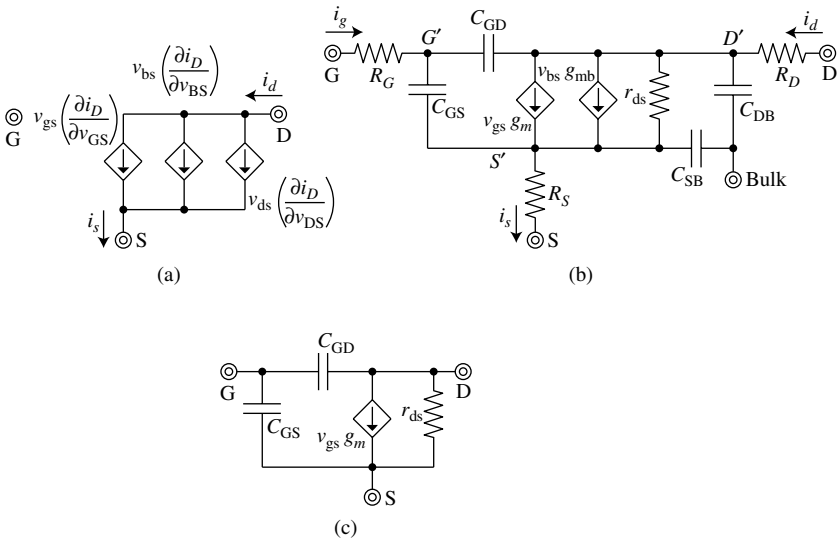 v_bs (∂i_D / ∂v_BS)
i_d
G
v_gs (∂i_D / ∂v_GS)
D
v_ds (∂i_D / ∂v_DS)
i_s
S
(a)
i_g
G
R_G
G′
C_GD
C_GS
v_bs g_mb
v_gs g_m
r_ds
D′
i_d
R_D
D
C_DB
C_SB
Bulk
S′
R_S
i_s
S
(b)
C_GD
G
D
C_GS
v_gs g_m
r_ds
S
(c)